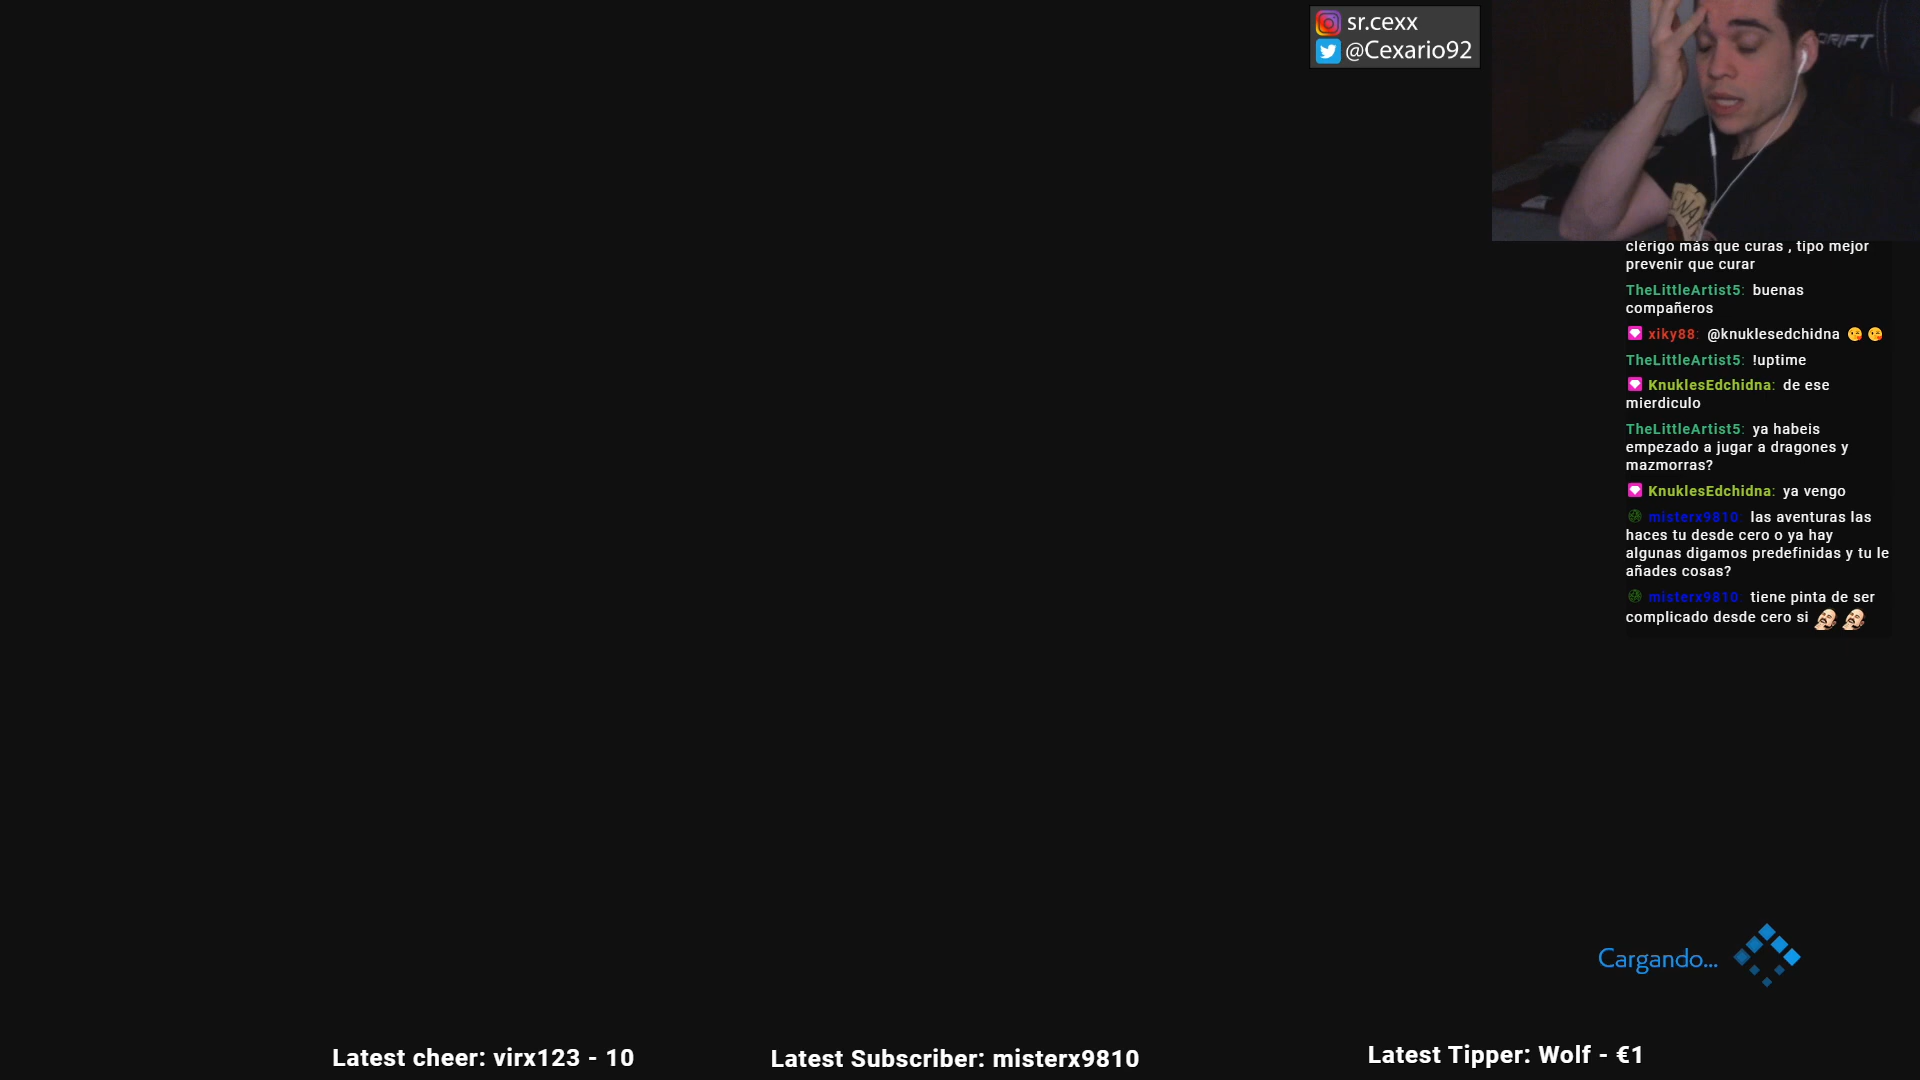 sr.cexx
@Cexario92
DRIFT
clérigo más que curas , tipo mejor
prevenir que curar
TheLittleArtist5: buenas
compañeros
xiky88: @knuklesedchidna
TheLittleArtist5: !uptime
KnuklesEdchidna: de ese
mierdiculo
TheLittleArtist5: ya habeis
empezado a jugar a dragones y
mazmorras?
KnuklesEdchidna: ya vengo
misterx9810: las aventuras las
haces tu desde cero o ya hay
algunas digamos predefinidas y tu le
añades cosas?
misterx9810: tiene pinta de ser
complicado desde cero si
Cargando...
Latest cheer: virx123 - 10
Latest Subscriber: misterx9810
Latest Tipper: Wolf - €1